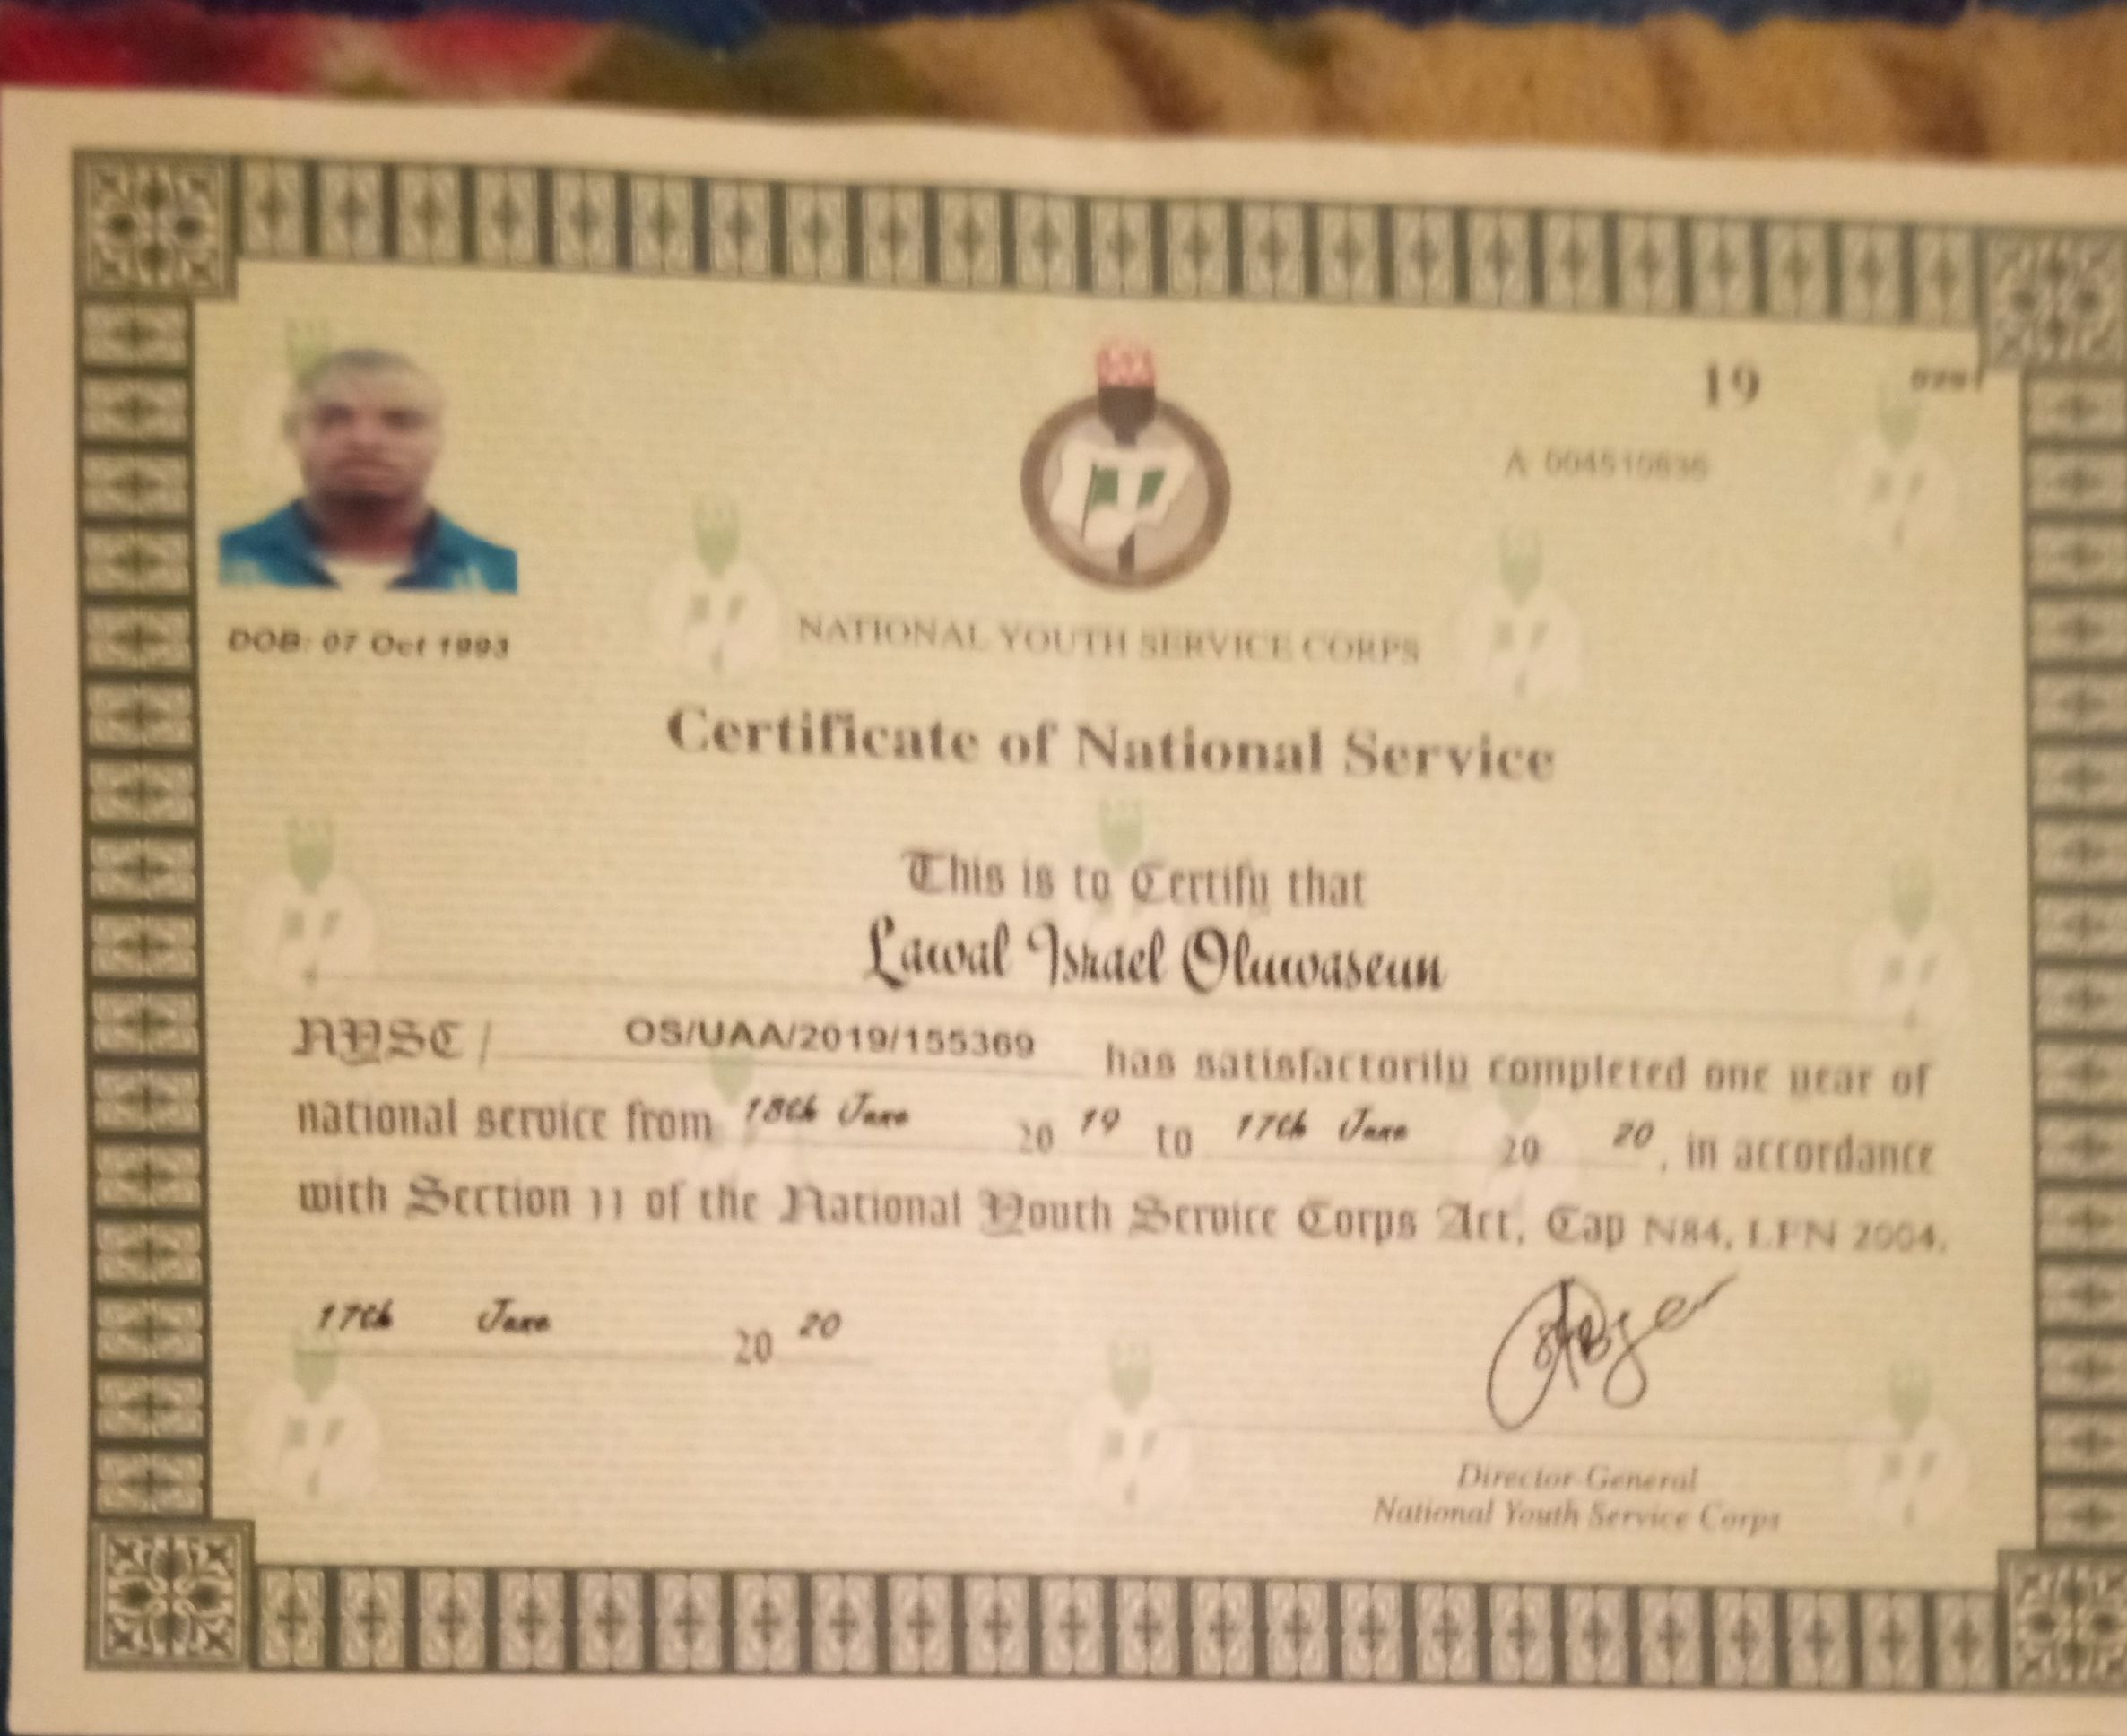 19
DOB: 07 Oct 1993
NATIONAL YOUTH SERVICE CORPS
Certificate of National Service
This is to Certify that
Lawal Israel Oluwaseun
NYSC / OS/UAA/2019/155369 has satisfactorily completed one year of
national service from 18th June 20 19 to 17th June 20 20, in accordance
with Section 11 of the National Youth Service Corps Act, Cap N84, LFN 2004.
17th June 20 20
Director-General
National Youth Service Corps